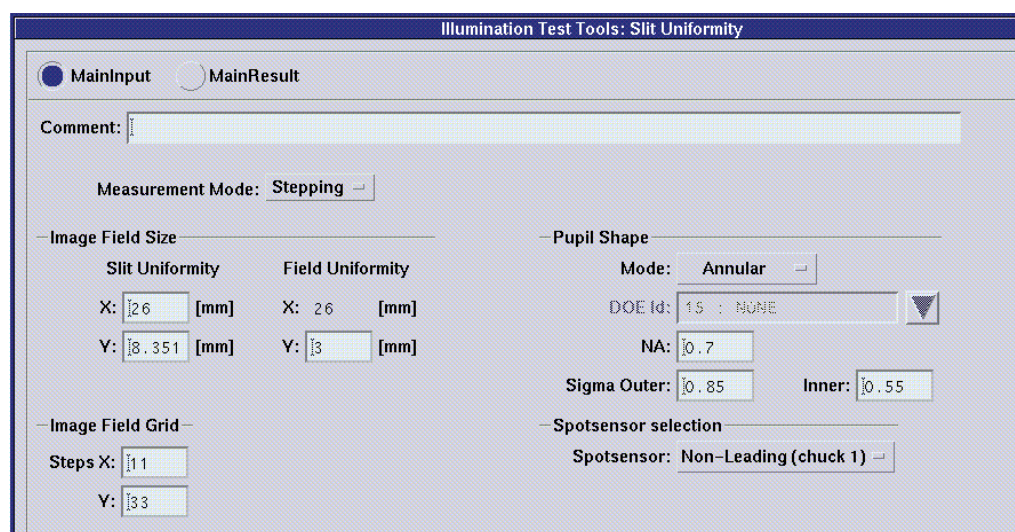 Illumination Test Tools: Slit Uniformity
MainInput MainResult
Comment:
Measurement Mode: Stepping
Image Field Size
Slit Uniformity Field Uniformity
X: 26 [mm] X: 26 [mm]
Y: 8.351 [mm] Y: 3 [mm]
Pupil Shape
Mode: Annular
DOE Id: 15 : NONE
NA: 0.7
Sigma Outer: 0.85 Inner: 0.55
Image Field Grid
Steps X: 11
Y: 33
Spotsensor selection
Spotsensor: Non-Leading (chuck 1)